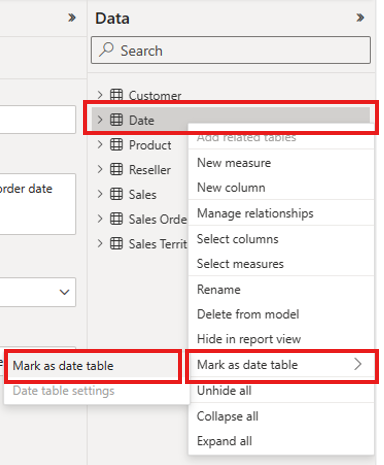 Data
Search
Customer
Date
Add related tables
Product
New measure
Reseller
New column
order date
Sales
Manage relationships
Sales Orde
Select columns
Sales Territ
Select measures
Rename
Delete from model
Hide in report view
Mark as date table
Mark as date table
Date table settings
Unhide all
Collapse all
Expand all